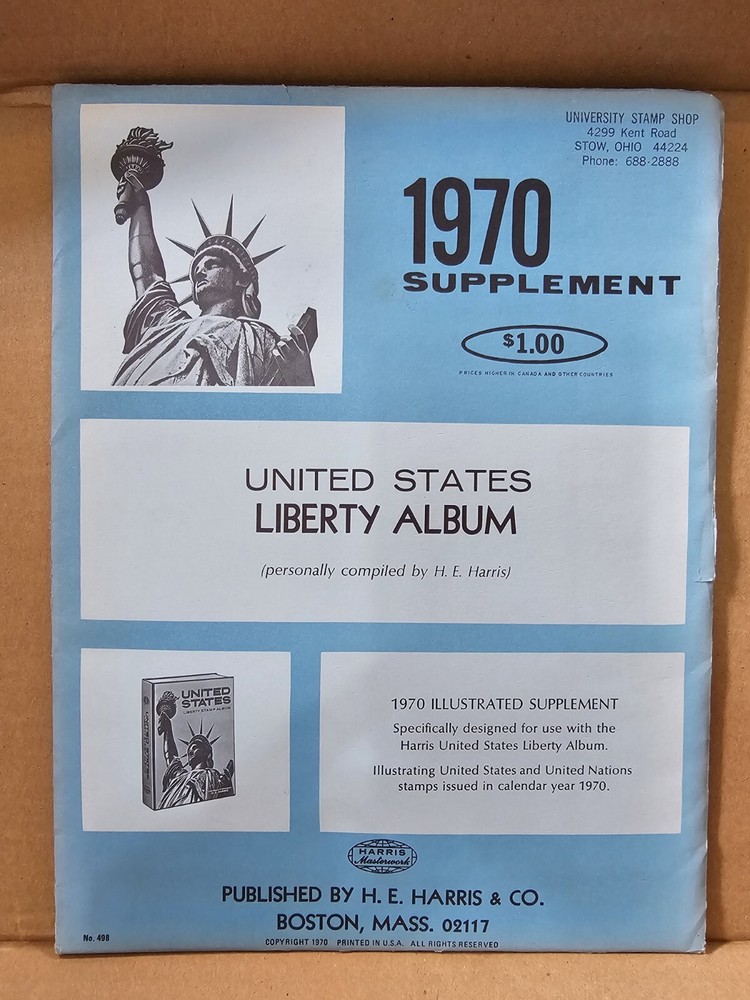 UNIVERSITY STAMP SHOP
4299 Kent Road
STOW, OHIO 44224
Phone: 688-2888
1970
SUPPLEMENT
$1.00
PRICES HIGHER IN CANADA AND OTHER COUNTRIES
UNITED STATES
LIBERTY ALBUM
(personally compiled by H. E. Harris)
UNITED
STATES
LIBERTY STAMP ALBUM
1970 ILLUSTRATED SUPPLEMENT
Specifically designed for use with the
Harris United States Liberty Album.
Illustrating United States and United Nations
stamps issued in calendar year 1970.
HARRIS
Masterwork
PUBLISHED BY H. E. HARRIS & CO.
BOSTON, MASS. 02117
No. 498
COPYRIGHT 1970 PRINTED IN U.S.A. ALL RIGHTS RESERVED